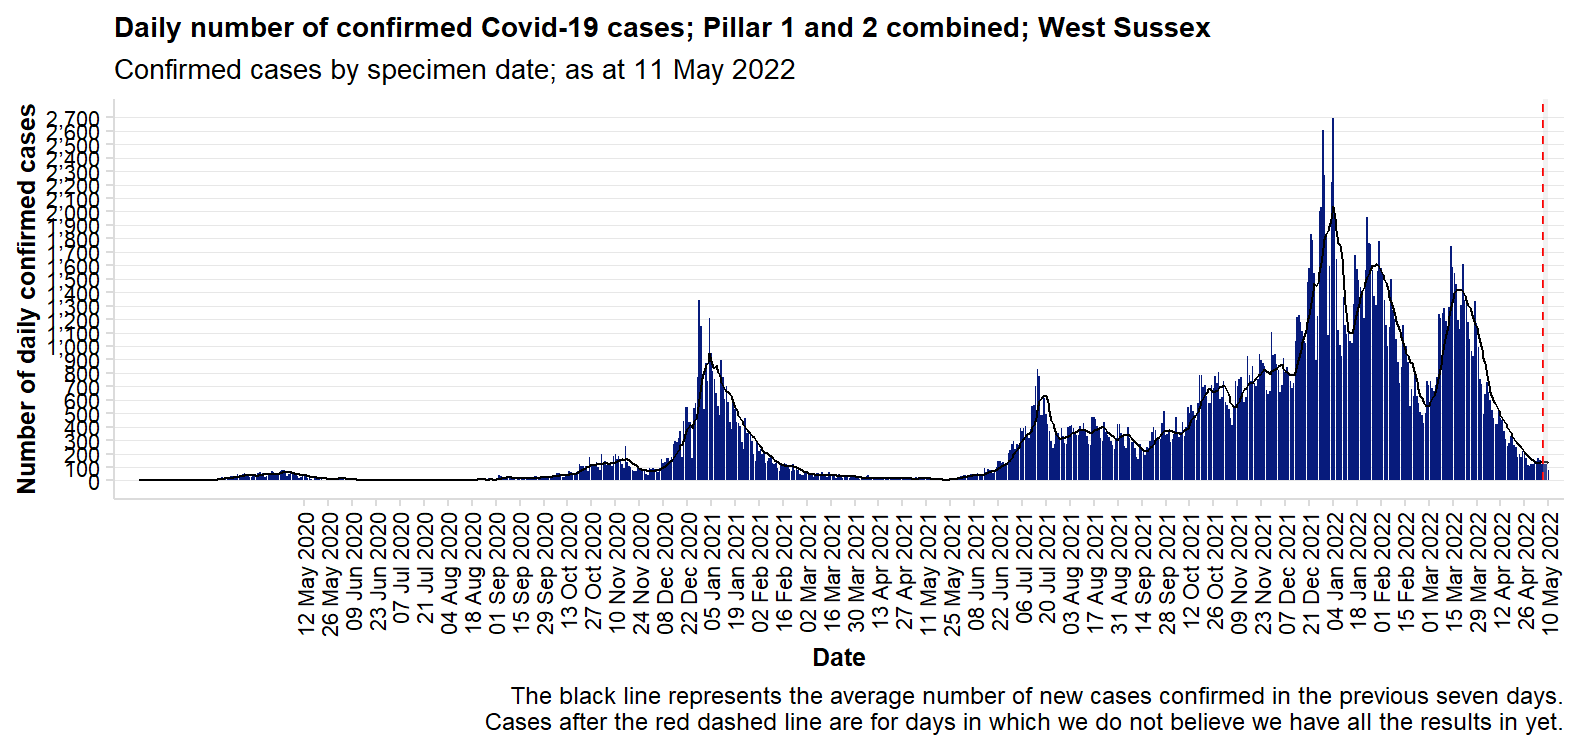 Daily number of confirmed Covid-19 cases; Pillar 1 and 2 combined; West Sussex
Confirmed cases by specimen date; as at 11 May 2022
Number of daily confirmed cases
2,700
2,600
2,500
2,400
2,300
2,200
2,100
2,000
1,900
1,800
1,700
1,600
1,500
1,400
1,300
1,200
1,100
1,000
900
800
700
600
500
400
300
200
100
0
12 May 2020
26 May 2020
09 Jun 2020
23 Jun 2020
07 Jul 2020
21 Jul 2020
04 Aug 2020
18 Aug 2020
01 Sep 2020
15 Sep 2020
29 Sep 2020
13 Oct 2020
27 Oct 2020
10 Nov 2020
24 Nov 2020
08 Dec 2020
22 Dec 2020
05 Jan 2021
19 Jan 2021
02 Feb 2021
16 Feb 2021
02 Mar 2021
16 Mar 2021
30 Mar 2021
13 Apr 2021
27 Apr 2021
11 May 2021
25 May 2021
08 Jun 2021
22 Jun 2021
06 Jul 2021
20 Jul 2021
03 Aug 2021
17 Aug 2021
31 Aug 2021
14 Sep 2021
28 Sep 2021
12 Oct 2021
26 Oct 2021
09 Nov 2021
23 Nov 2021
07 Dec 2021
21 Dec 2021
04 Jan 2022
18 Jan 2022
01 Feb 2022
15 Feb 2022
01 Mar 2022
15 Mar 2022
29 Mar 2022
12 Apr 2022
26 Apr 2022
10 May 2022
Date
The black line represents the average number of new cases confirmed in the previous seven days.
Cases after the red dashed line are for days in which we do not believe we have all the results in yet.